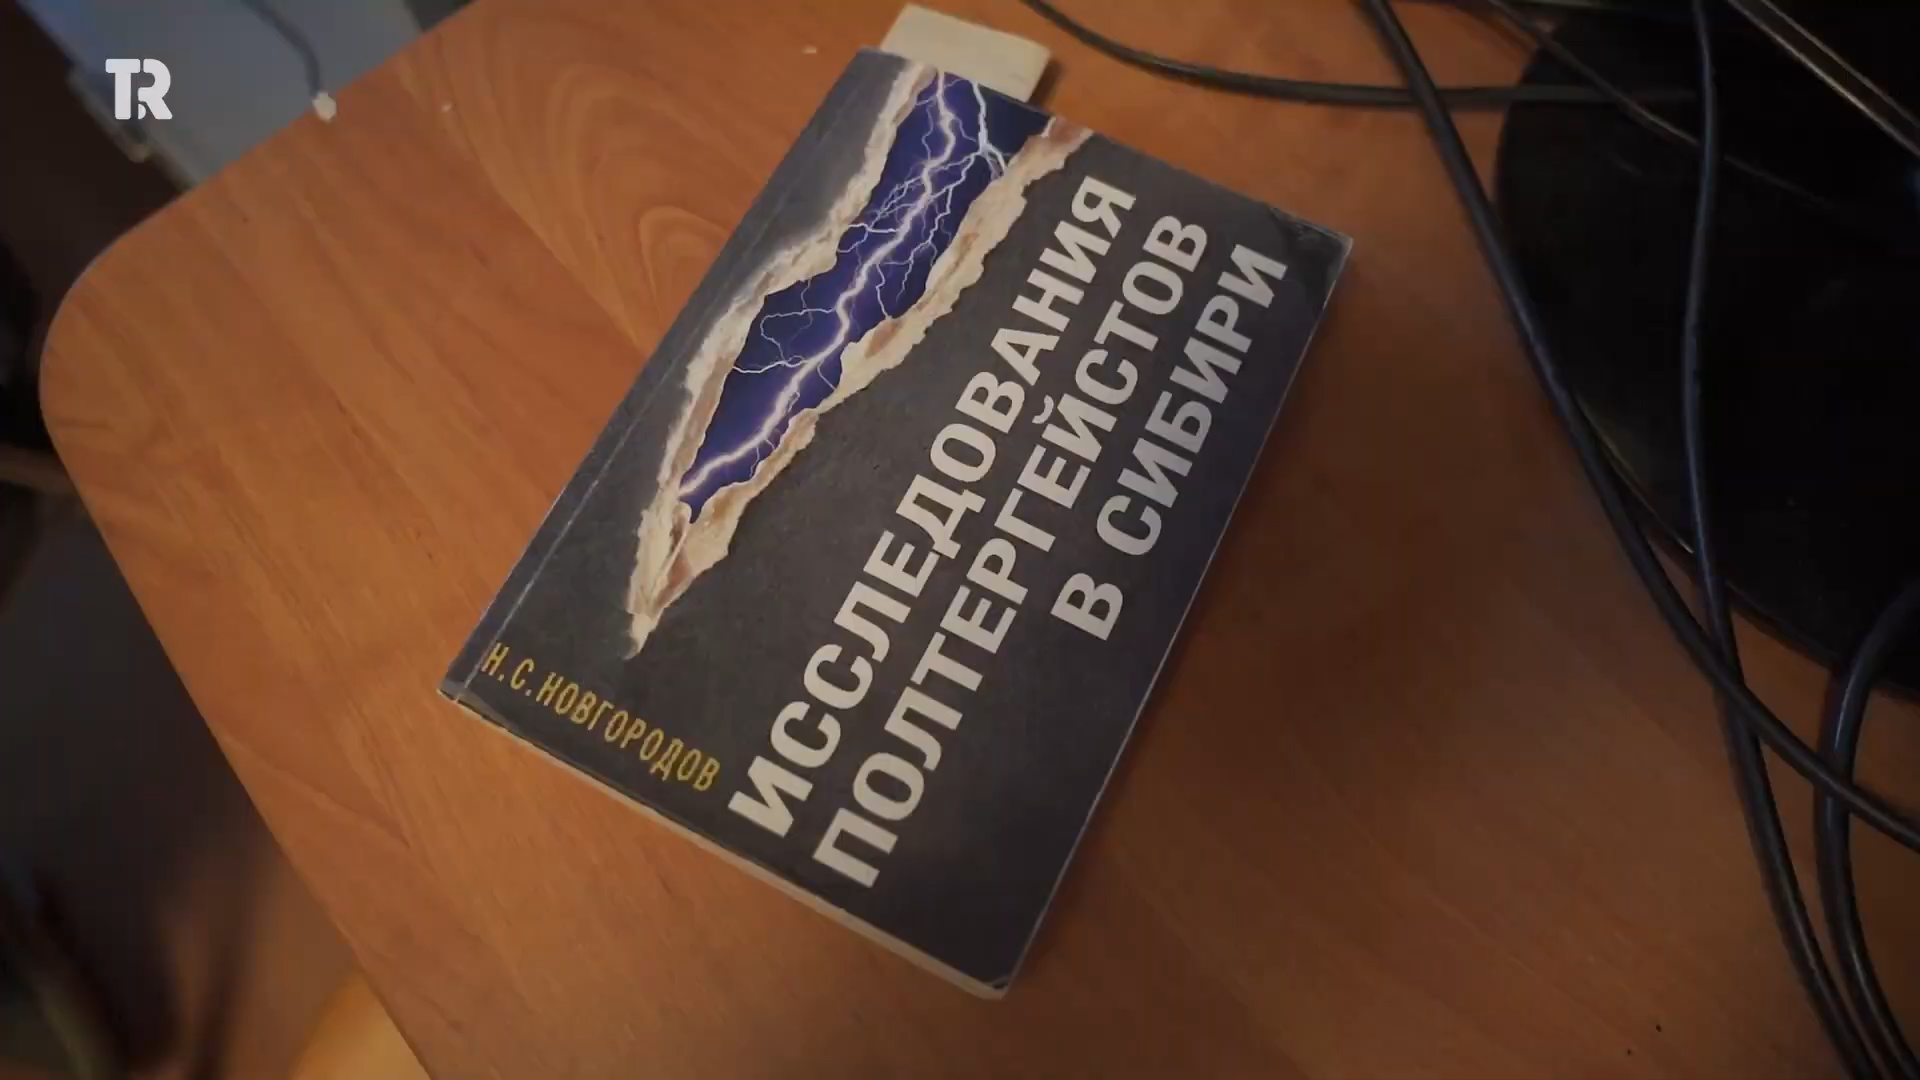 TR
Н. С. НОВГОРОДОВ
ИССЛЕДОВАНИЯ
ПОЛТЕРГЕЙСТОВ
В СИБИРИ